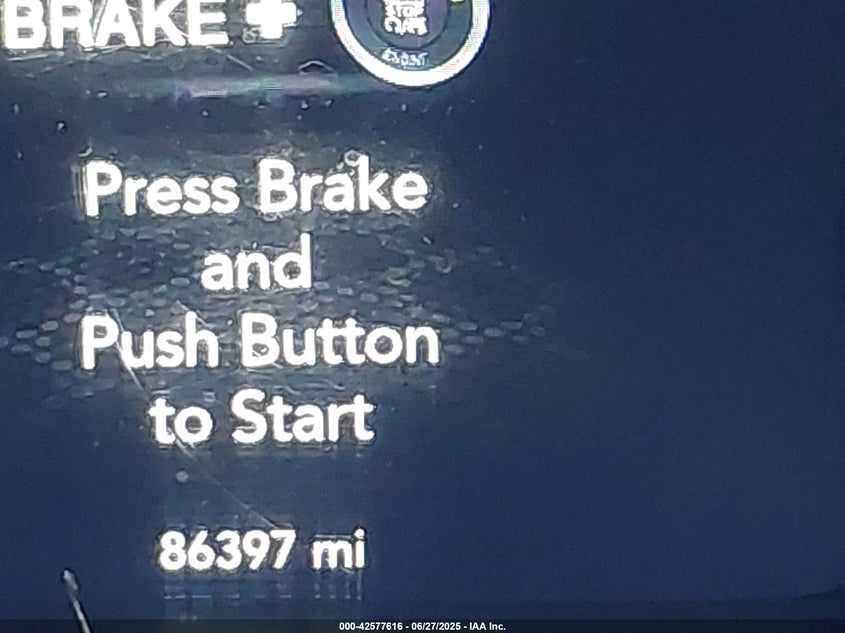 BRAKE +
Press Brake
and
Push Button
to Start
86397 mi
000-42577616 - 06/27/2025 - IAA Inc.